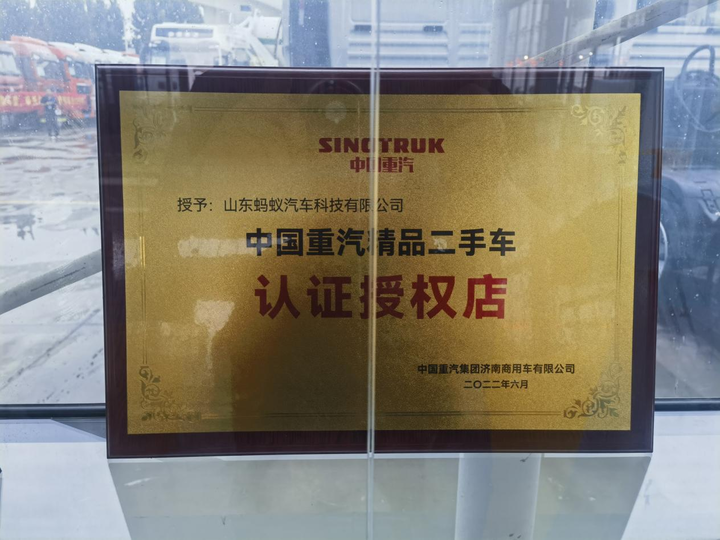 SINOTRUK
中国重汽
授予：山东蚂蚁汽车科技有限公司
中国重汽精品二手车
认证授权店
中国重汽集团济南商用车有限公司
二〇二二年六月